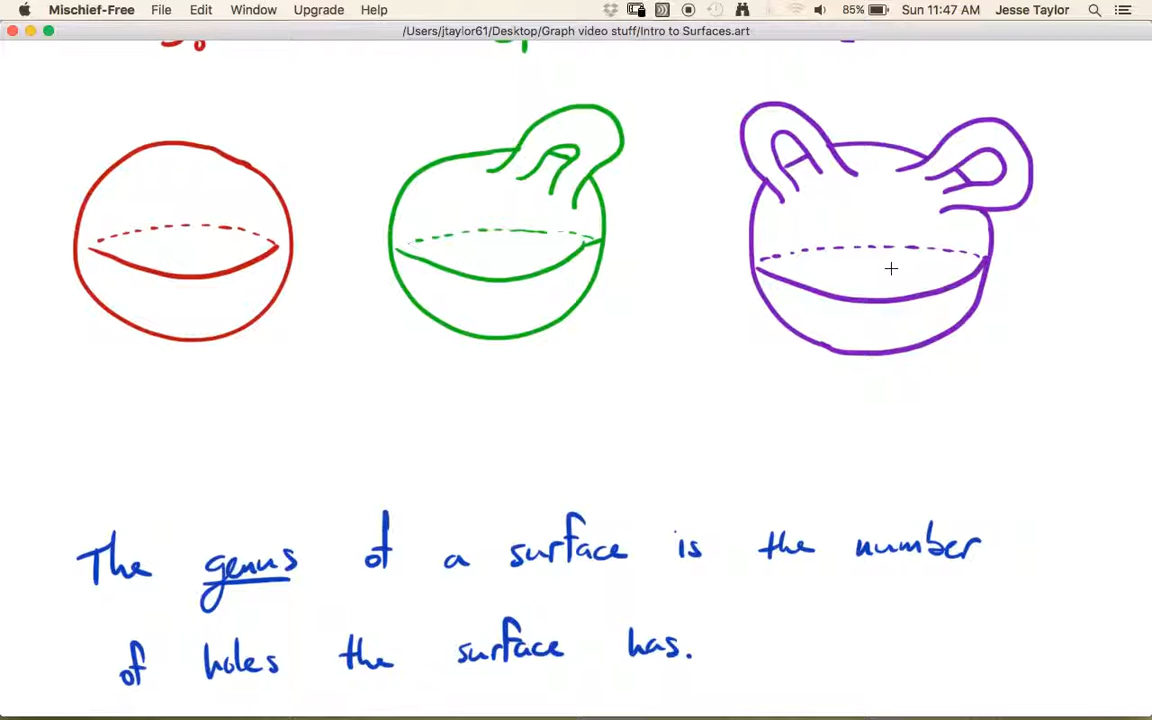 Mischief-Free File Edit Window Upgrade Help 85% Sun 11:47 AM Jesse Taylor
/Users/jtaylor61/Desktop/Graph video stuff/Intro to Surfaces.art
The genus of a surface is the number
of holes the surface has.